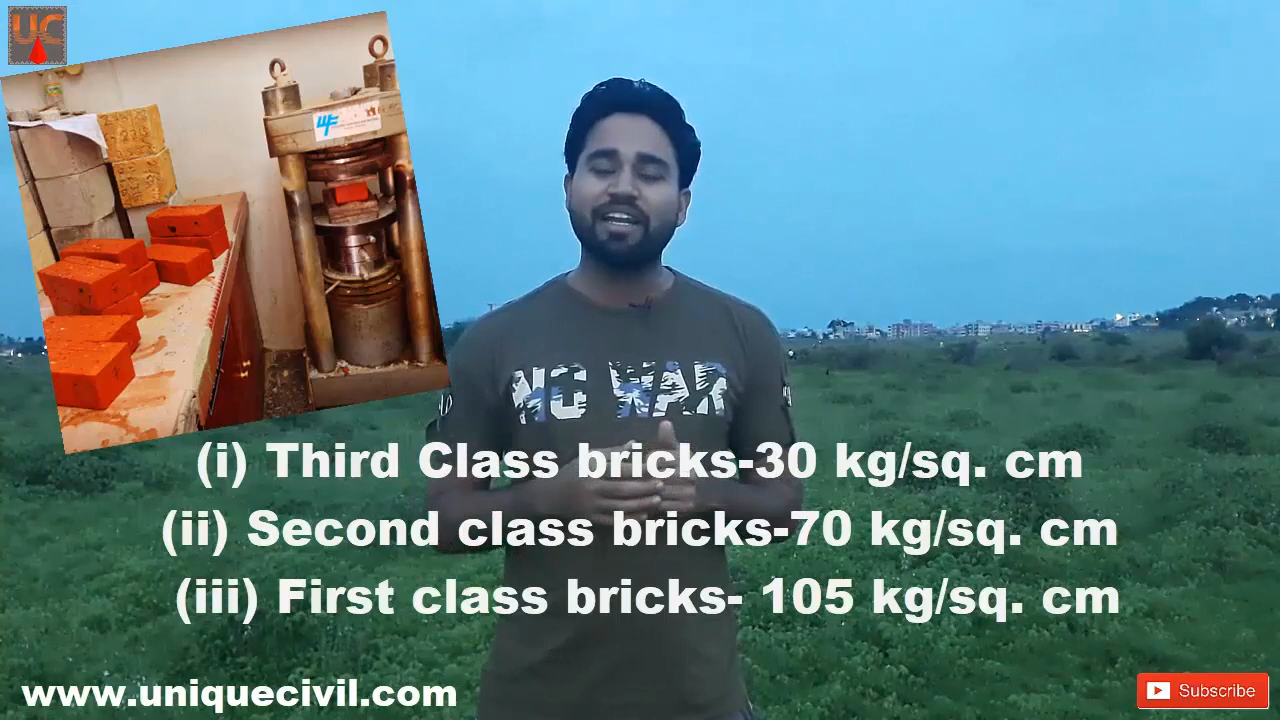 UC
WF
NO WAR
(i) Third Class bricks-30 kg/sq. cm
(ii) Second class bricks-70 kg/sq. cm
(iii) First class bricks- 105 kg/sq. cm
www.uniquecivil.com
Subscribe